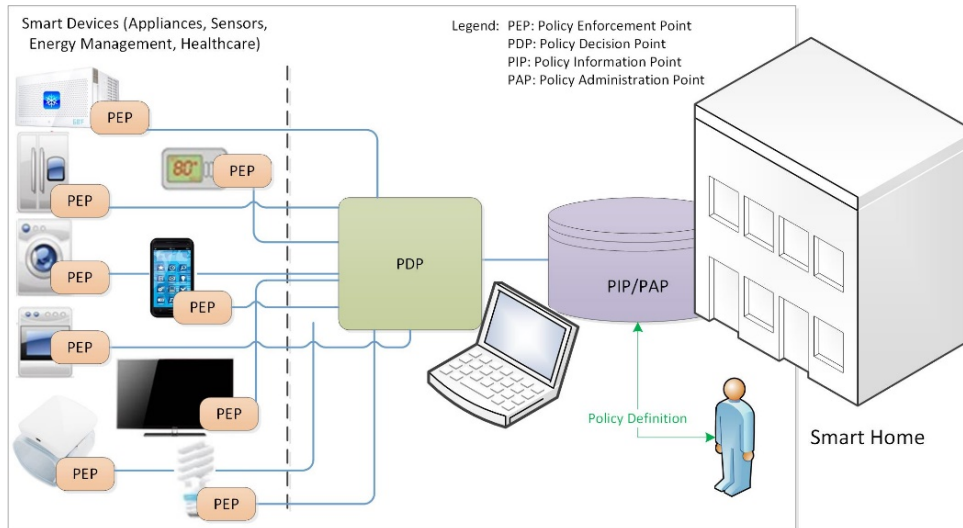 Smart Devices (Appliances, Sensors,
Energy Management, Healthcare)
Legend: PEP: Policy Enforcement Point
PDP: Policy Decision Point
PIP: Policy Information Point
PAP: Policy Administration Point
PEP
80°
PEP
PEP
PEP
PEP
PEP
PEP
PEP
PEP
PDP
PIP/PAP
Policy Definition
Smart Home